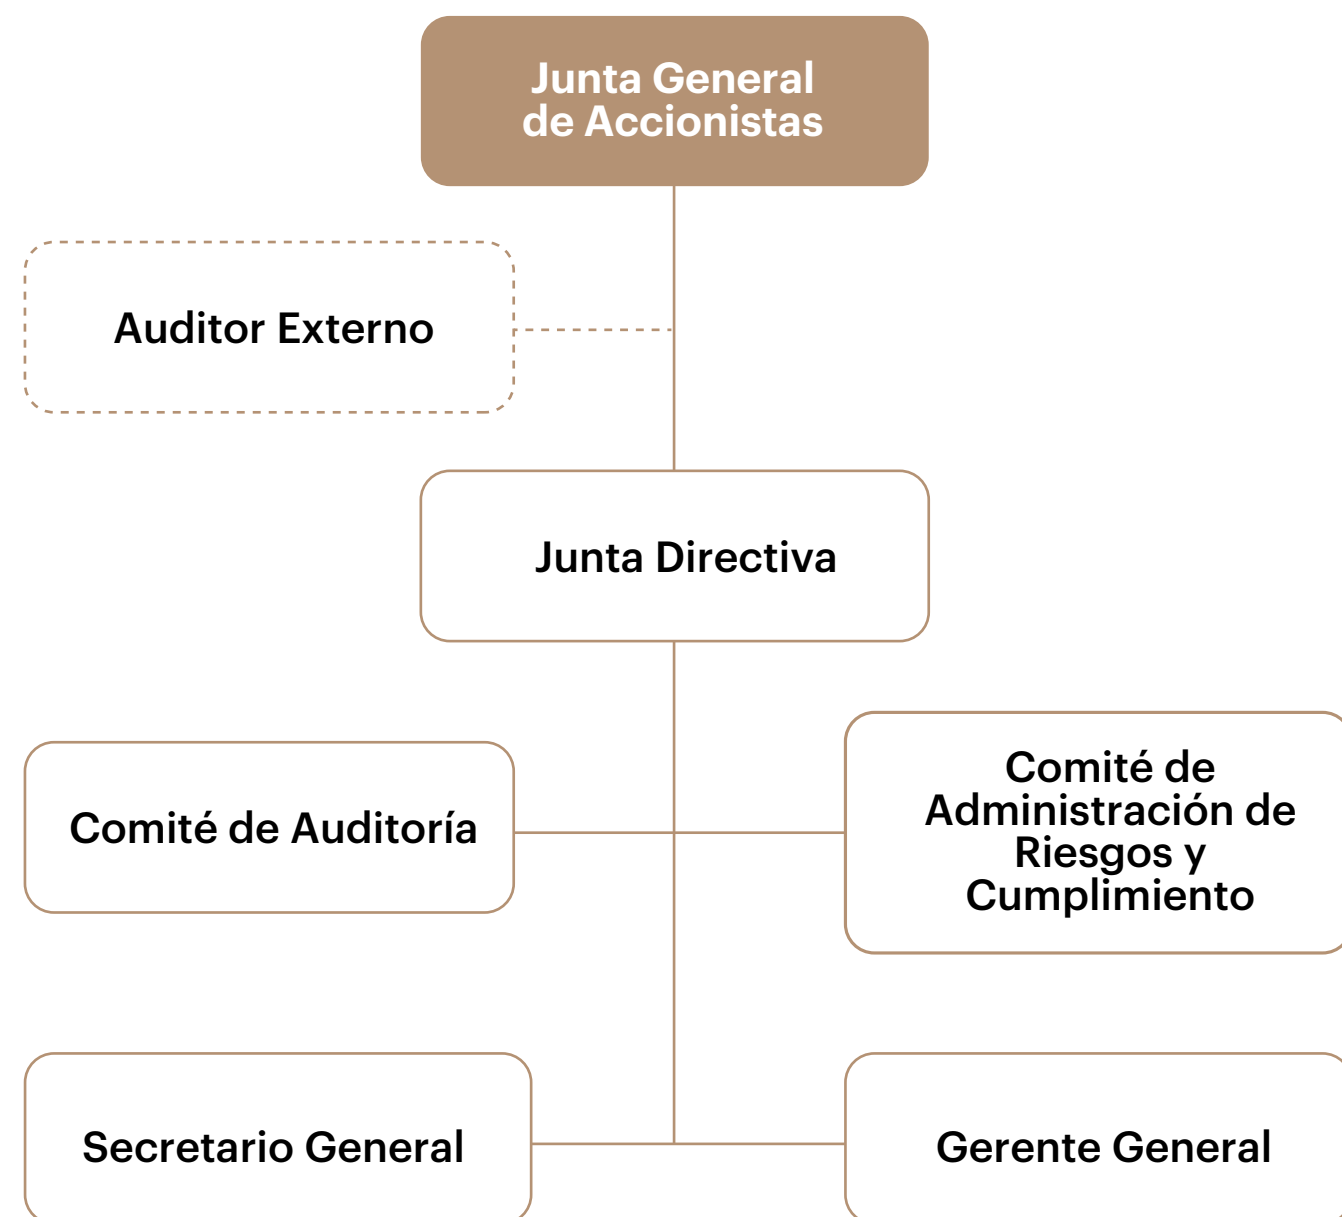 Junta General
de Accionistas
Auditor Externo
Junta Directiva
Comité de Auditoría
Comité de
Administración de
Riesgos y
Cumplimiento
Secretario General
Gerente General